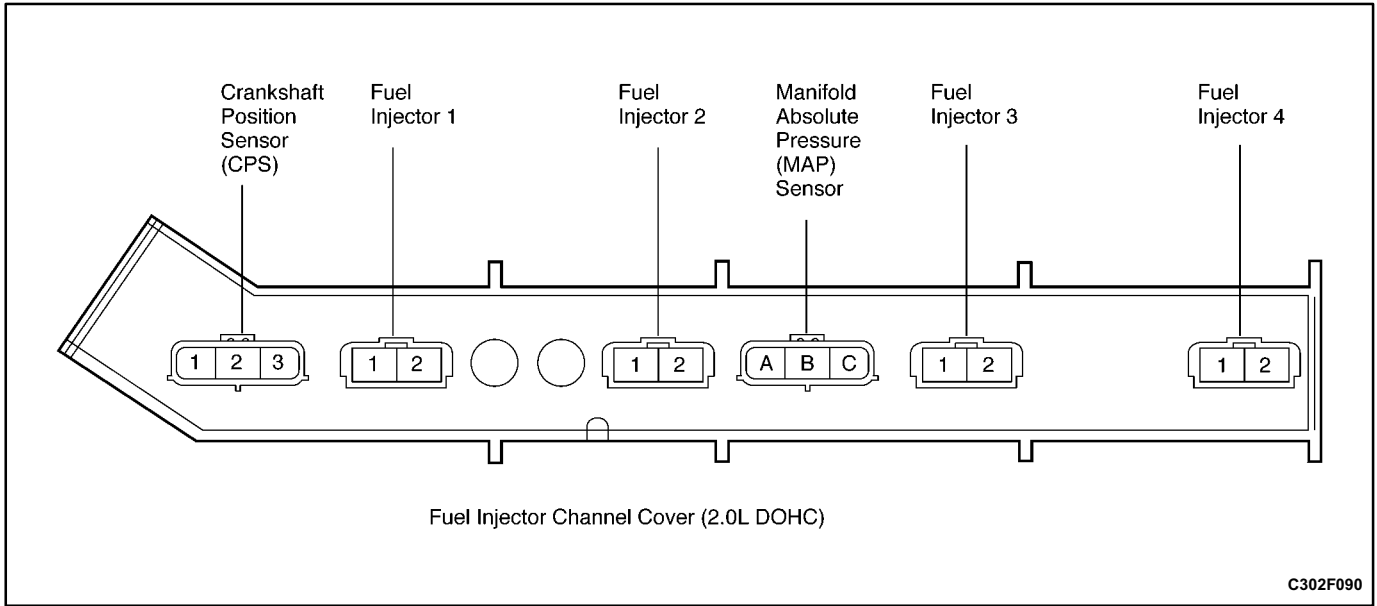 Crankshaft
Position
Sensor
(CPS)
Fuel
Injector 1
Fuel
Injector 2
Manifold
Absolute
Pressure
(MAP)
Sensor
Fuel
Injector 3
Fuel
Injector 4
1 2 3
1 2
1 2
A B C
1 2
1 2
Fuel Injector Channel Cover (2.0L DOHC)
C302F090